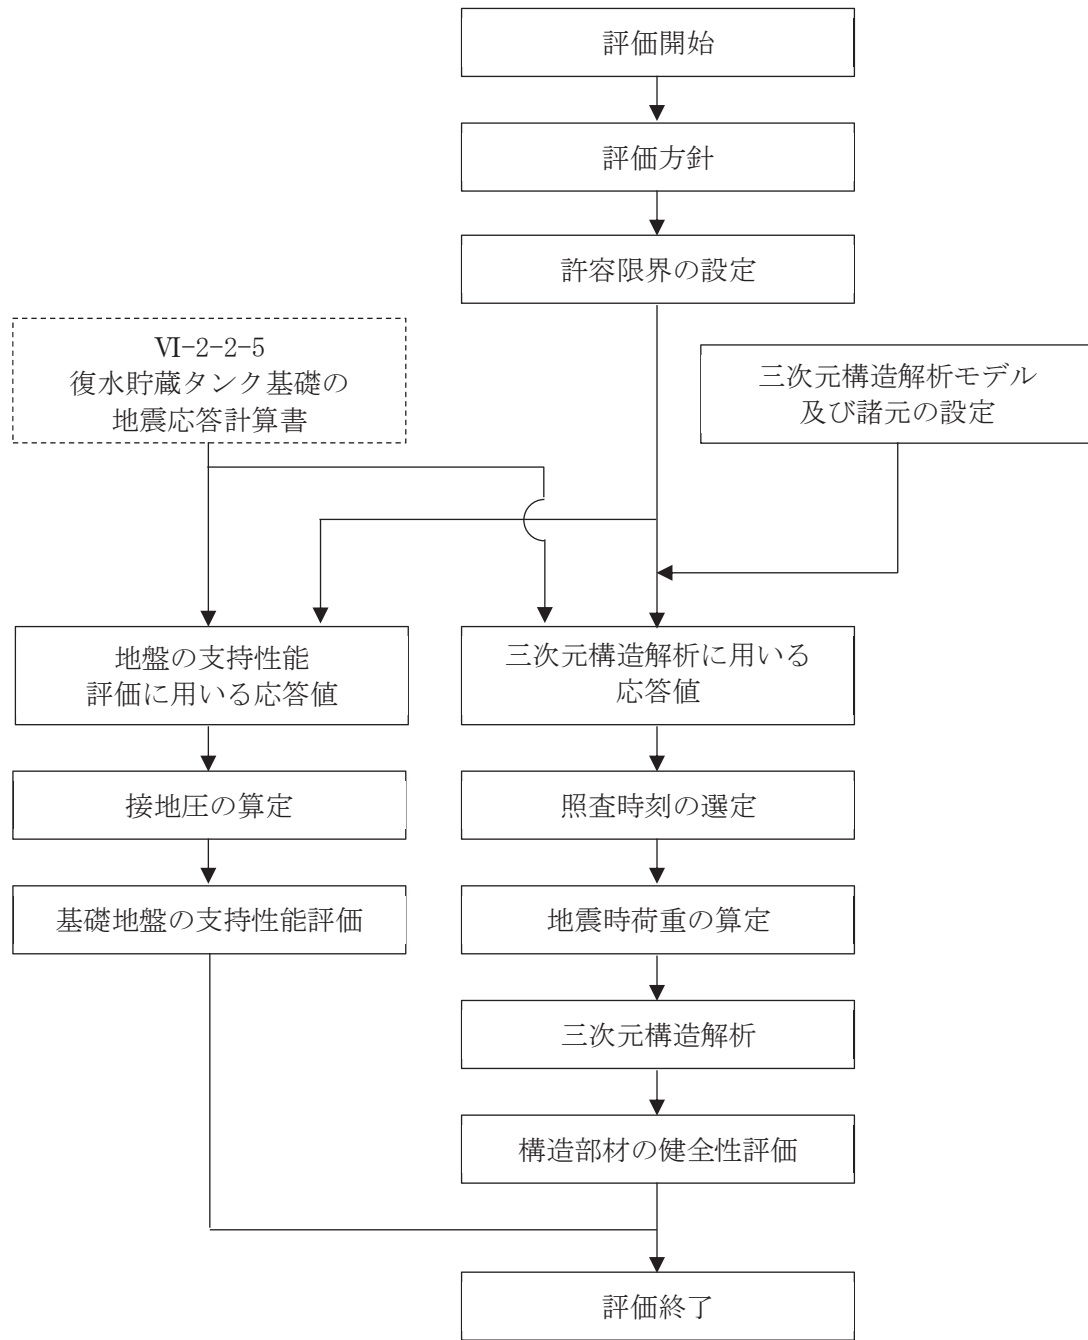 評価開始
評価方針
許容限界の設定
Ⅵ-2-2-5
復水貯蔵タンク基礎の
地震応答計算書
三次元構造解析モデル
及び諸元の設定
地盤の支持性能
評価に用いる応答値
三次元構造解析に用いる
応答値
接地圧の算定
照査時刻の選定
基礎地盤の支持性能評価
地震時荷重の算定
三次元構造解析
構造部材の健全性評価
評価終了